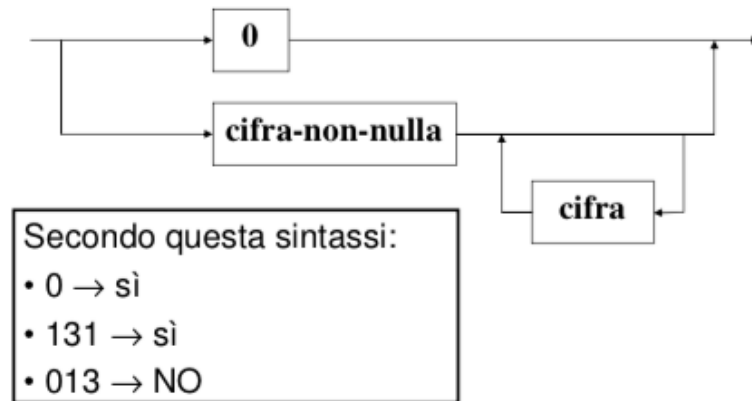 0
cifra-non-nulla
cifra
Secondo questa sintassi:
• 0 → sì
• 131 → sì
• 013 → NO